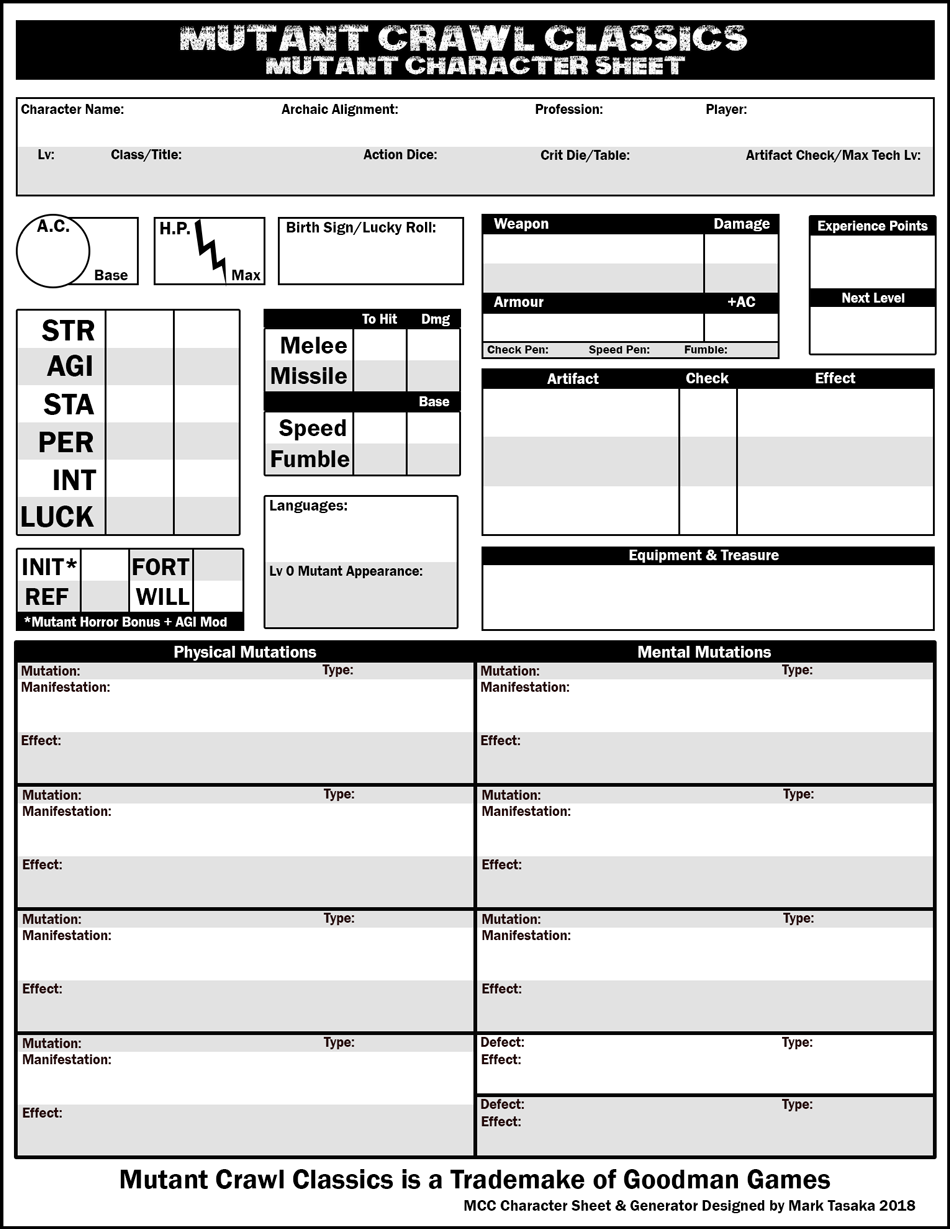 MUTANT CRAWL CLASSICS
MUTANT CHARACTER SHEET
Character Name: Archaic Alignment: Profession: Player:
Lv: Class/Title: Action Dice: Crit Die/Table: Artifact Check/Max Tech Lv:
A.C.
Base
H.P.
Max
Birth Sign/Lucky Roll:
Weapon Damage
Armour +AC
Check Pen: Speed Pen: Fumble:
Experience Points
Next Level
STR
AGI
STA
PER
INT
LUCK
To Hit Dmg
Melee
Missile
Base
Speed
Fumble
Artifact Check Effect
INIT* FORT
REF WILL
*Mutant Horror Bonus + AGI Mod
Languages:
Lv 0 Mutant Appearance:
Equipment & Treasure
Physical Mutations
Mutation: Type:
Manifestation:
Effect:
Mutation: Type:
Manifestation:
Effect:
Mutation: Type:
Manifestation:
Effect:
Mutation: Type:
Manifestation:
Effect:
Mental Mutations
Mutation: Type:
Manifestation:
Effect:
Mutation: Type:
Manifestation:
Effect:
Mutation: Type:
Manifestation:
Effect:
Defect: Type:
Effect:
Defect: Type:
Effect:
Mutant Crawl Classics is a Trademake of Goodman Games
MCC Character Sheet & Generator Designed by Mark Tasaka 2018